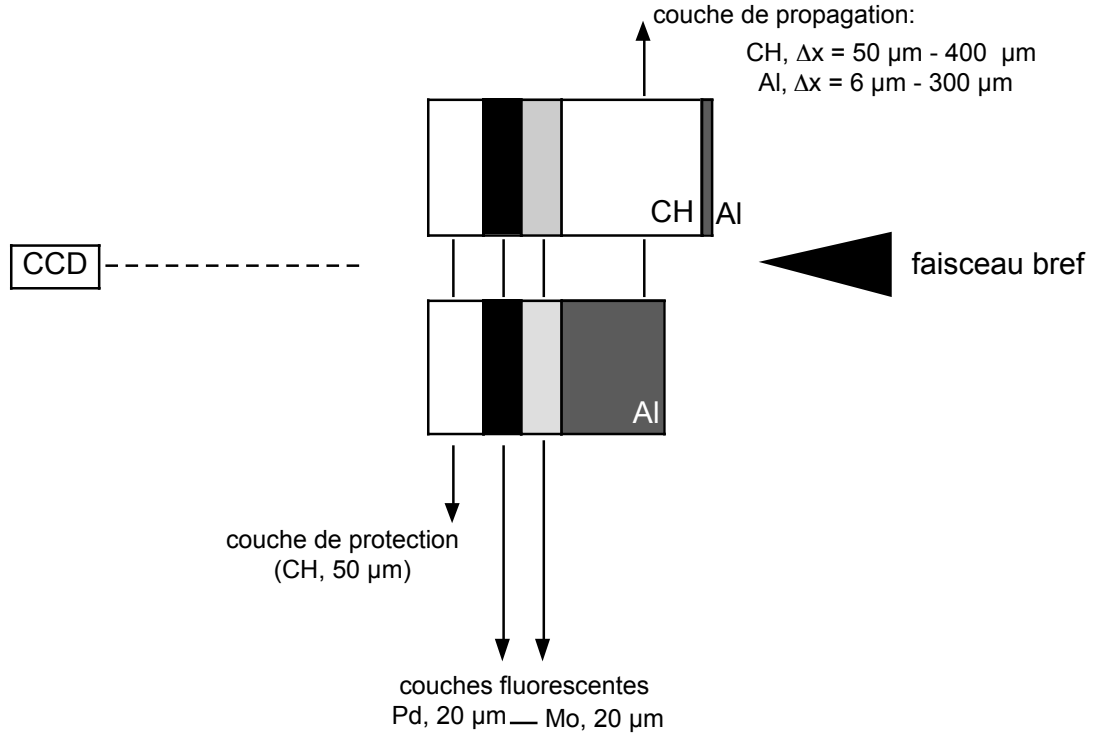 couche de propagation:
CH, Δx = 50 µm - 400 µm
Al, Δx = 6 µm - 300 µm
CH Al
CCD
faisceau bref
Al
couche de protection
(CH, 50 µm)
couches fluorescentes
Pd, 20 µm — Mo, 20 µm